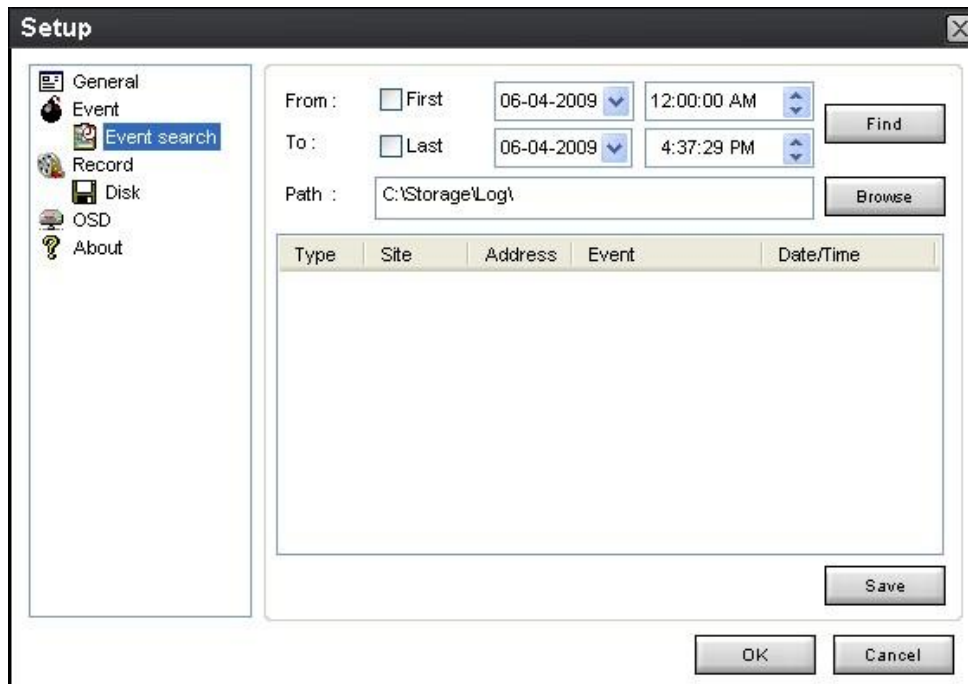 Setup
General
Event
Event search
Record
Disk
OSD
About
From : First 06-04-2009 12:00:00 AM Find
To : Last 06-04-2009 4:37:29 PM
Path : C:\Storage\Log\ Browse
Type Site Address Event Date/Time
Save
OK Cancel